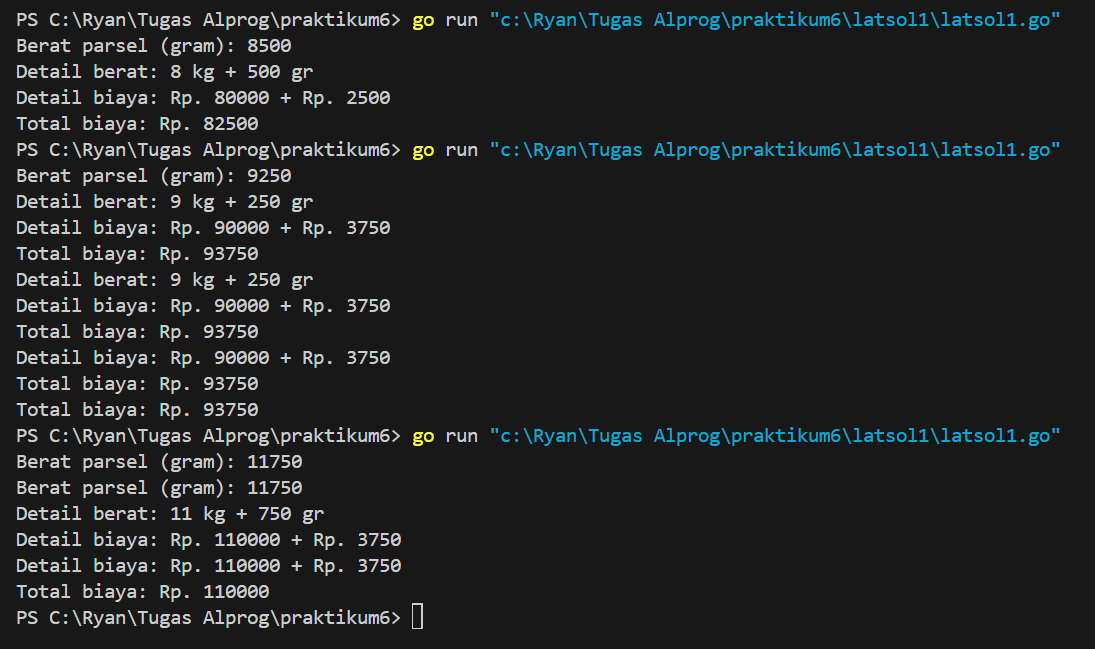 PS C:\Ryan\Tugas Alprog\praktikum6> go run "c:\Ryan\Tugas Alprog\praktikum6\latsol1\latsol1.go"
Berat parsel (gram): 8500
Detail berat: 8 kg + 500 gr
Detail biaya: Rp. 80000 + Rp. 2500
Total biaya: Rp. 82500
PS C:\Ryan\Tugas Alprog\praktikum6> go run "c:\Ryan\Tugas Alprog\praktikum6\latsol1\latsol1.go"
Berat parsel (gram): 9250
Detail berat: 9 kg + 250 gr
Detail biaya: Rp. 90000 + Rp. 3750
Total biaya: Rp. 93750
Detail berat: 9 kg + 250 gr
Detail biaya: Rp. 90000 + Rp. 3750
Total biaya: Rp. 93750
Detail biaya: Rp. 90000 + Rp. 3750
Total biaya: Rp. 93750
Total biaya: Rp. 93750
PS C:\Ryan\Tugas Alprog\praktikum6> go run "c:\Ryan\Tugas Alprog\praktikum6\latsol1\latsol1.go"
Berat parsel (gram): 11750
Berat parsel (gram): 11750
Detail berat: 11 kg + 750 gr
Detail biaya: Rp. 110000 + Rp. 3750
Detail biaya: Rp. 110000 + Rp. 3750
Total biaya: Rp. 110000
PS C:\Ryan\Tugas Alprog\praktikum6>